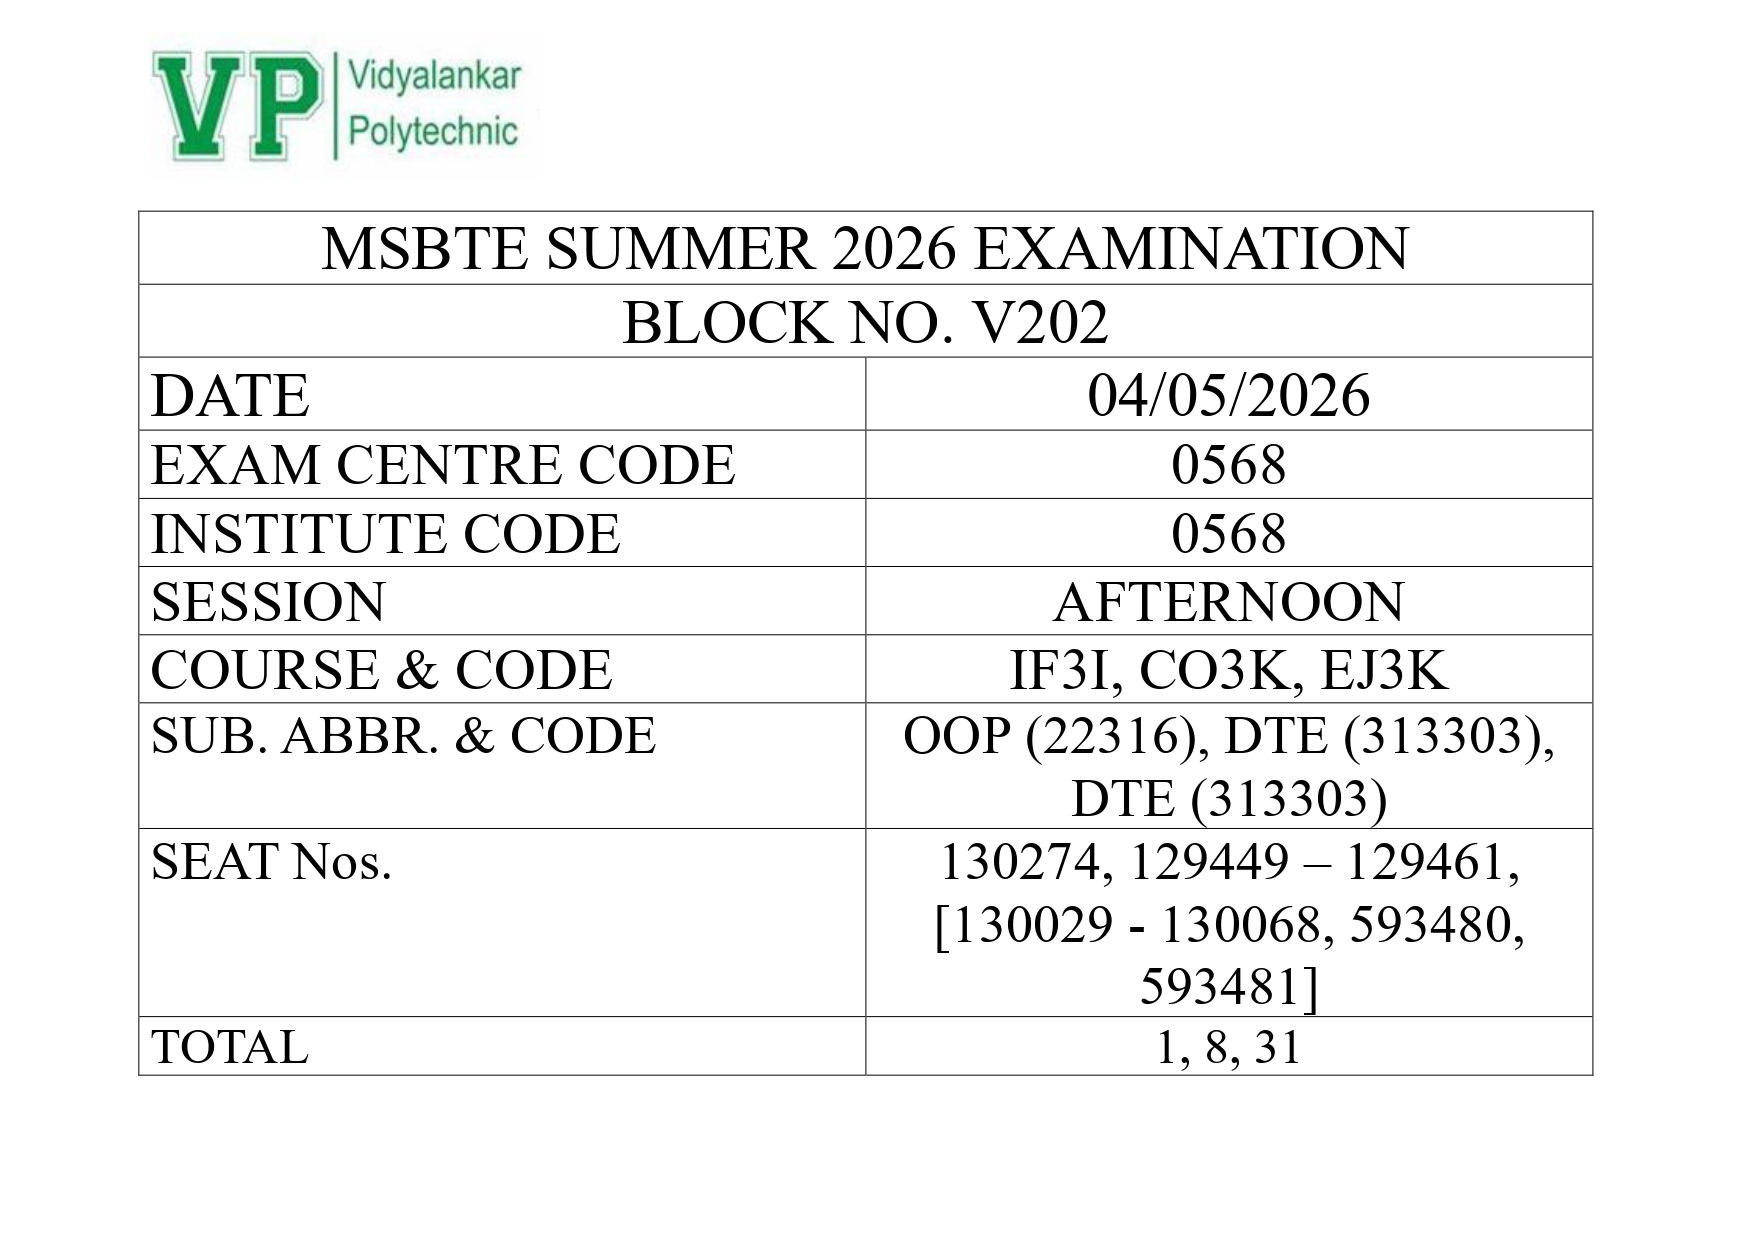 VP Vidyalankar
Polytechnic
MSBTE SUMMER 2026 EXAMINATION
BLOCK NO. V202
DATE 04/05/2026
EXAM CENTRE CODE 0568
INSTITUTE CODE 0568
SESSION AFTERNOON
COURSE & CODE IF3I, CO3K, EJ3K
SUB. ABBR. & CODE OOP (22316), DTE (313303),
DTE (313303)
SEAT Nos. 130274, 129449 – 129461,
[130029 - 130068, 593480,
593481]
TOTAL 1, 8, 31